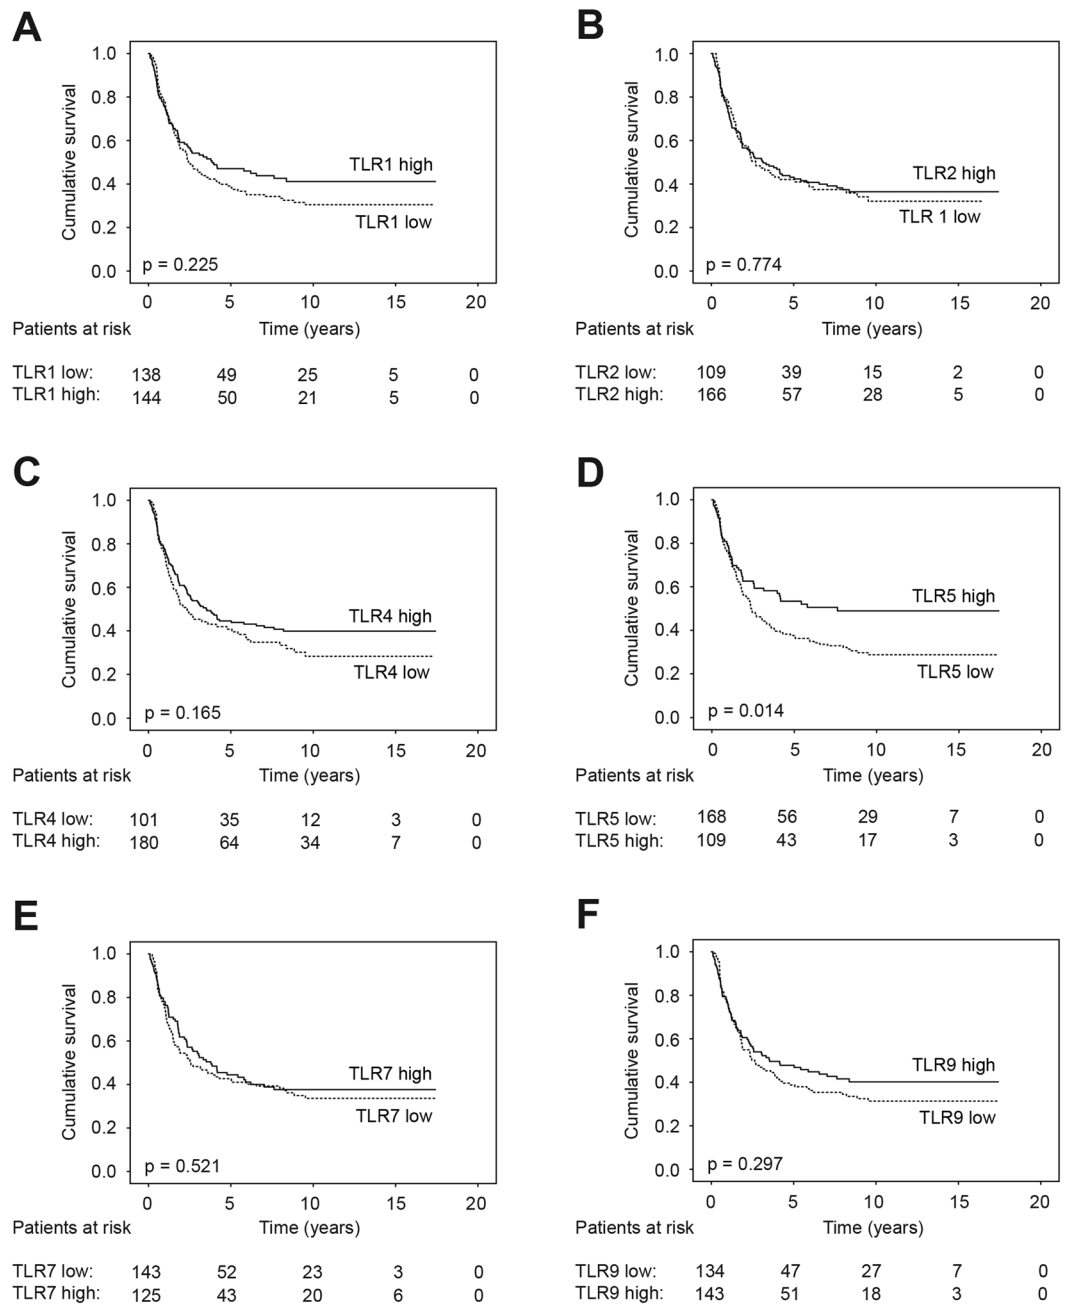 A
Cumulative survival
1.0
0.8
0.6
0.4
0.2
0.0
TLR1 high
TLR1 low
p = 0.225
0 5 10 15 20
Patients at risk Time (years)
TLR1 low: 138 49 25 5 0
TLR1 high: 144 50 21 5 0
B
Cumulative survival
1.0
0.8
0.6
0.4
0.2
0.0
TLR2 high
TLR 1 low
p = 0.774
0 5 10 15 20
Patients at risk Time (years)
TLR2 low: 109 39 15 2 0
TLR2 high: 166 57 28 5 0
C
Cumulative survival
1.0
0.8
0.6
0.4
0.2
0.0
TLR4 high
TLR4 low
p = 0.165
0 5 10 15 20
Patients at risk Time (years)
TLR4 low: 101 35 12 3 0
TLR4 high: 180 64 34 7 0
D
Cumulative survival
1.0
0.8
0.6
0.4
0.2
0.0
TLR5 high
TLR5 low
p = 0.014
0 5 10 15 20
Patients at risk Time (years)
TLR5 low: 168 56 29 7 0
TLR5 high: 109 43 17 3 0
E
Cumulative survival
1.0
0.8
0.6
0.4
0.2
0.0
TLR7 high
TLR7 low
p = 0.521
0 5 10 15 20
Patients at risk Time (years)
TLR7 low: 143 52 23 3 0
TLR7 high: 125 43 20 6 0
F
Cumulative survival
1.0
0.8
0.6
0.4
0.2
0.0
TLR9 high
TLR9 low
p = 0.297
0 5 10 15 20
Patients at risk Time (years)
TLR9 low: 134 47 27 7 0
TLR9 high: 143 51 18 3 0